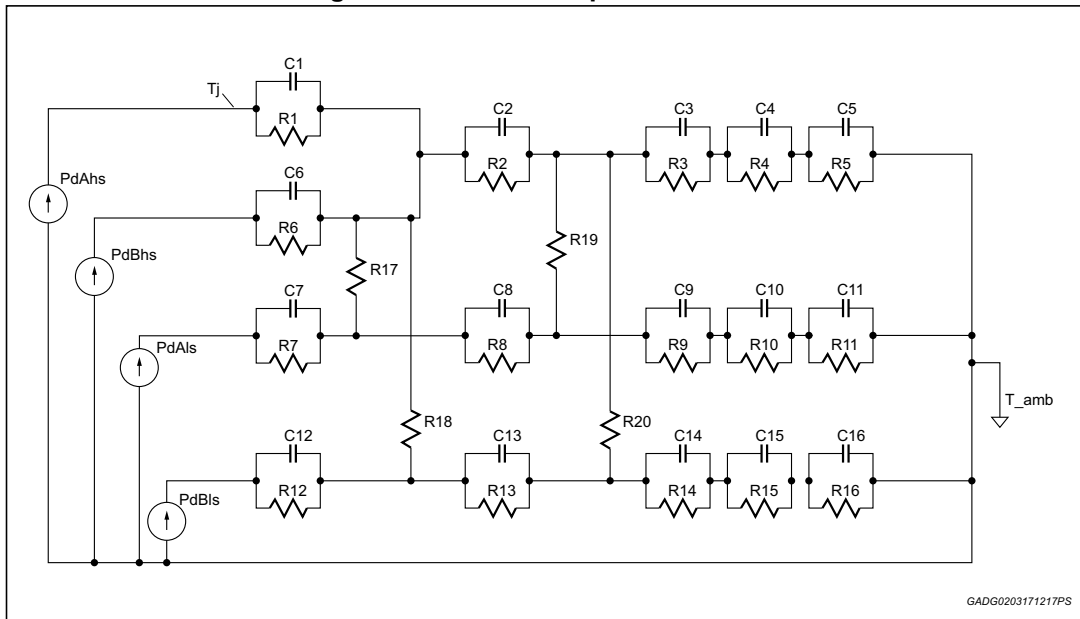 C1
Tj
R1
C2
C3
C4
C5
R2
R3
R4
R5
PdAhs
C6
R6
PdBhs
R17
R19
C7
C8
C9
C10
C11
R7
R8
R9
R10
R11
PdAls
T_amb
R18
R20
C12
C13
C14
C15
C16
R12
R13
R14
R15
R16
PdBls
GADG0203171217PS